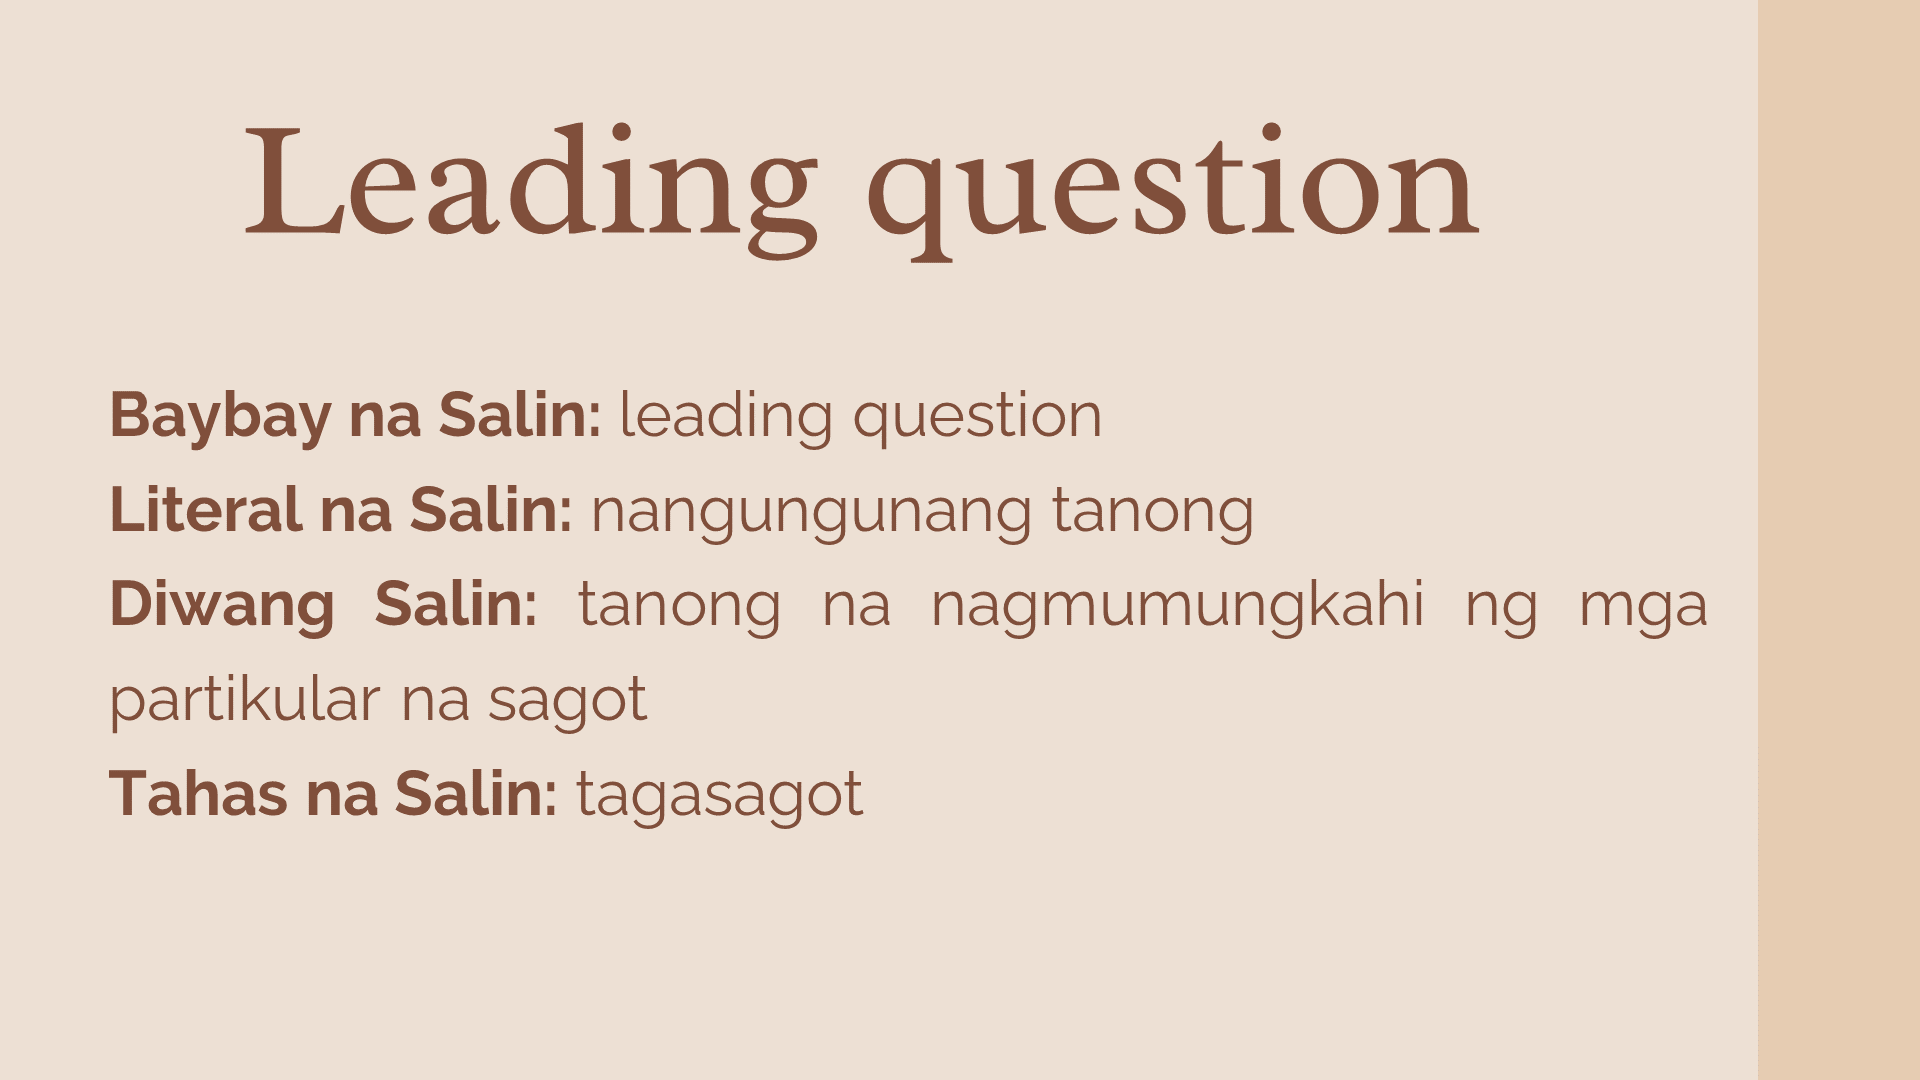 Leading question
Baybay na Salin: leading question
Literal na Salin: nangungunang tanong
Diwang Salin: tanong na nagmumungkahi ng mga
partikular na sagot
Tahas na Salin: tagasagot